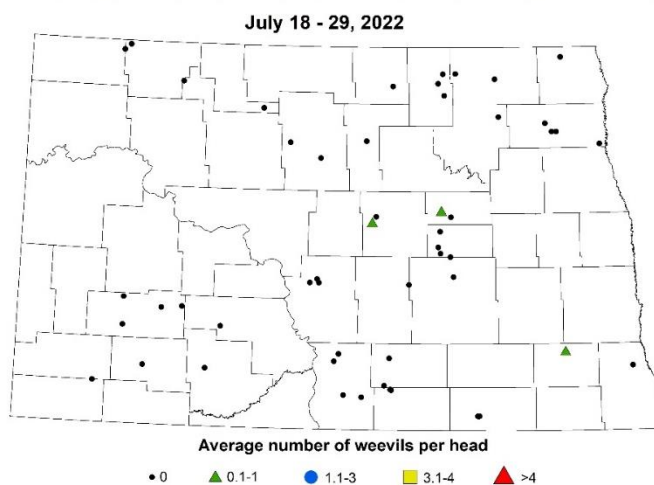 July 18 - 29, 2022
Average number of weevils per head
0 0.1-1 1.1-3 3.1-4 >4